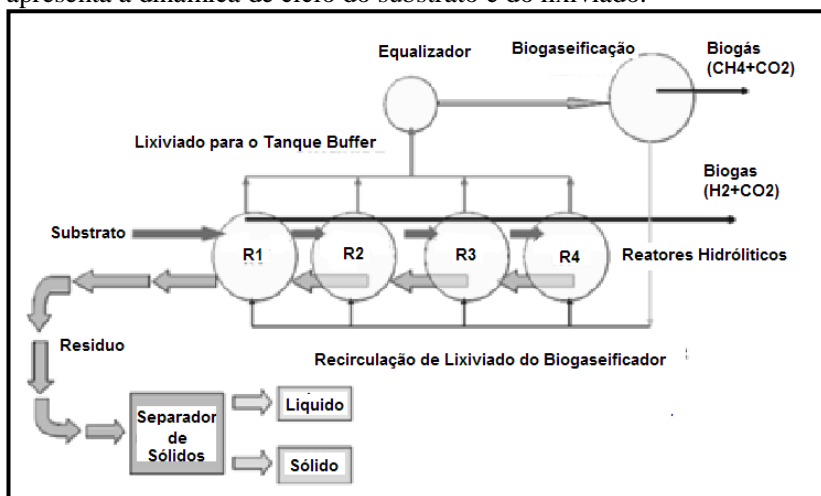 apresenta a dinâmica de ciclo do substrato e do lixiviado.
Equalizador
Biogaseificação
Biogás
(CH4+CO2)
Lixiviado para o Tanque Buffer
Biogas
(H2+CO2)
Substrato
R1
R2
R3
R4
Reatores Hidróliticos
Residuo
Recirculação de Lixiviado do Biogaseificador
Separador
de
Sólidos
Liquido
Sólido